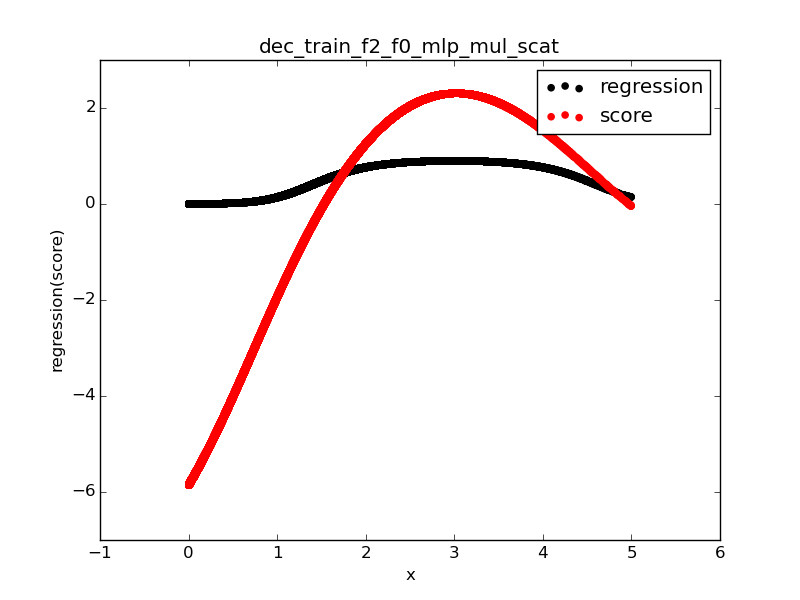 dec_train_f2_f0_mlp_mul_scat
regression
score
2
0
−2
−4
−6
regression(score)
−1
0
1
2
3
4
5
6
x